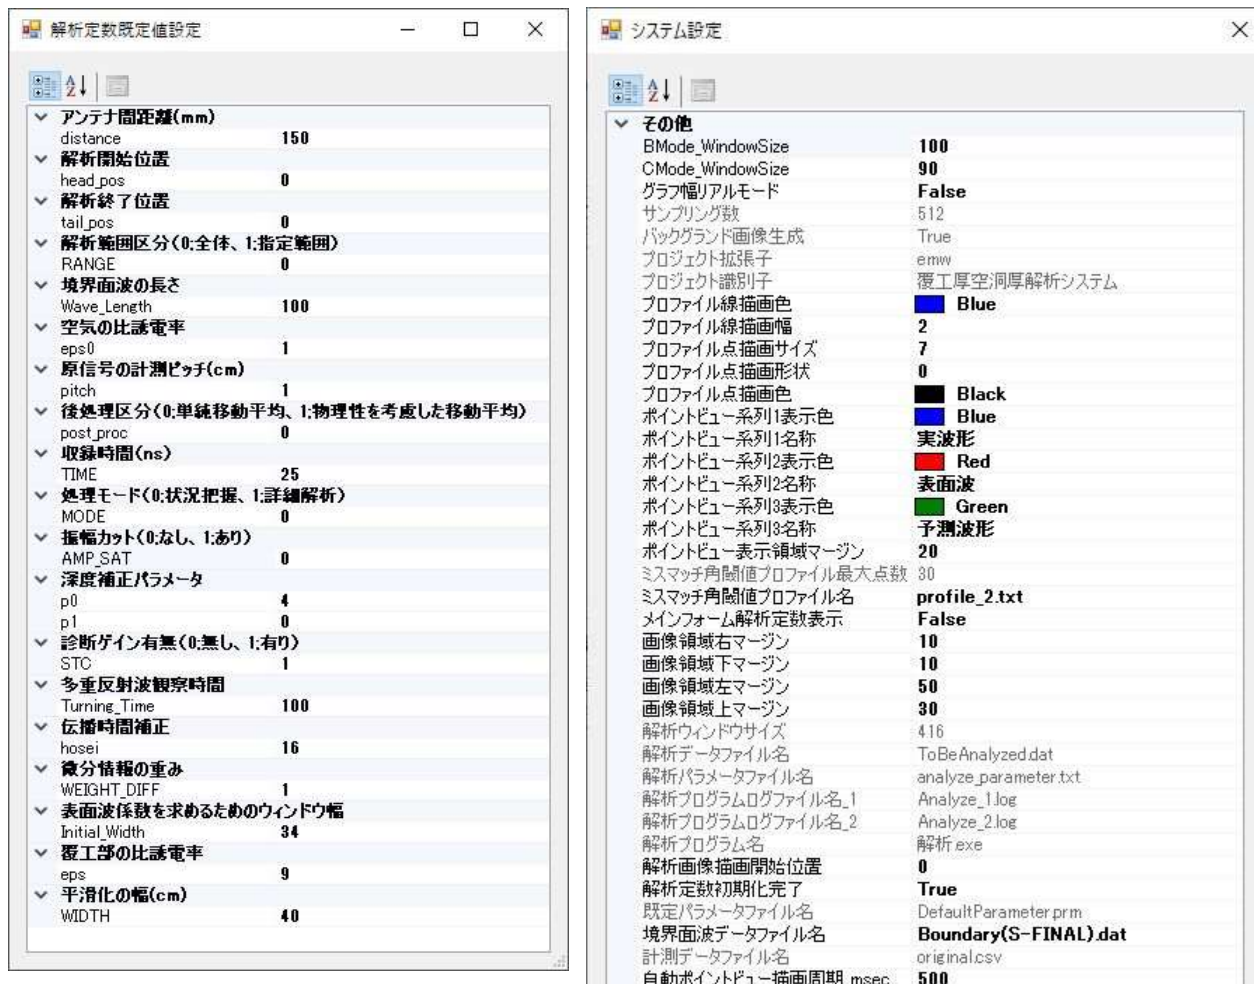 解析定数既定値設定
アンテナ間距離(mm)
distance 150
解析開始位置
head_pos 0
解析終了位置
tail_pos 0
解析範囲区分(0;全体、1;指定範囲)
RANGE 0
境界面波の長さ
Wave_Length 100
空気の比誘電率
eps0 1
原信号の計測ピッチ(cm)
pitch 1
後処理区分(0;単純移動平均、1;物理性を考慮した移動平均)
post_proc 0
収録時間(ns)
TIME 25
処理モード(0;状況把握、1;詳細解析)
MODE 0
振幅カット(0;なし、1;あり)
AMP_SAT 0
深度補正パラメータ
p0 4
p1 0
診断ゲイン有無(0;無し、1;有り)
STC 1
多重反射波観察時間
Turning_Time 100
伝播時間補正
hosei 16
微分情報の重み
WEIGHT_DIFF 1
表面波係数を求めるためのウィンドウ幅
Initial_Width 34
覆工部の比誘電率
eps 9
平滑化の幅(cm)
WIDTH 40
システム設定
その他
BMode_WindowSize 100
CMode_WindowSize 90
グラフ幅リアルモード False
サンプリング数 512
バックグランド画像生成 True
プロジェクト拡張子 emw
プロジェクト識別子 覆工厚空洞厚解析システム
プロファイル線描画色 Blue
プロファイル線描画幅 2
プロファイル点描画サイズ 7
プロファイル点描画形状 0
プロファイル点描画色 Black
ポイントビュー系列1表示色 Blue
ポイントビュー系列1名称 実波形
ポイントビュー系列2表示色 Red
ポイントビュー系列2名称 表面波
ポイントビュー系列3表示色 Green
ポイントビュー系列3名称 予測波形
ポイントビュー表示領域マージン 20
ミスマッチ角閾値プロファイル最大点数 30
ミスマッチ角閾値プロファイル名 profile_2.txt
メインフォーム解析定数表示 False
画像領域右マージン 10
画像領域下マージン 10
画像領域左マージン 50
画像領域上マージン 30
解析ウィンドウサイズ 416
解析データファイル名 ToBeAnalyzed.dat
解析パラメータファイル名 analyze_parameter.txt
解析プログラムログファイル名_1 Analyze_1.log
解析プログラムログファイル名_2 Analyze_2.log
解析プログラム名 解析.exe
解析画像描画開始位置 0
解析定数初期化完了 True
既定パラメータファイル名 DefaultParameter.prm
境界面波データファイル名 Boundary(S-FINAL).dat
計測データファイル名 original.csv
自動ポイントビュー描画周期_msec 500